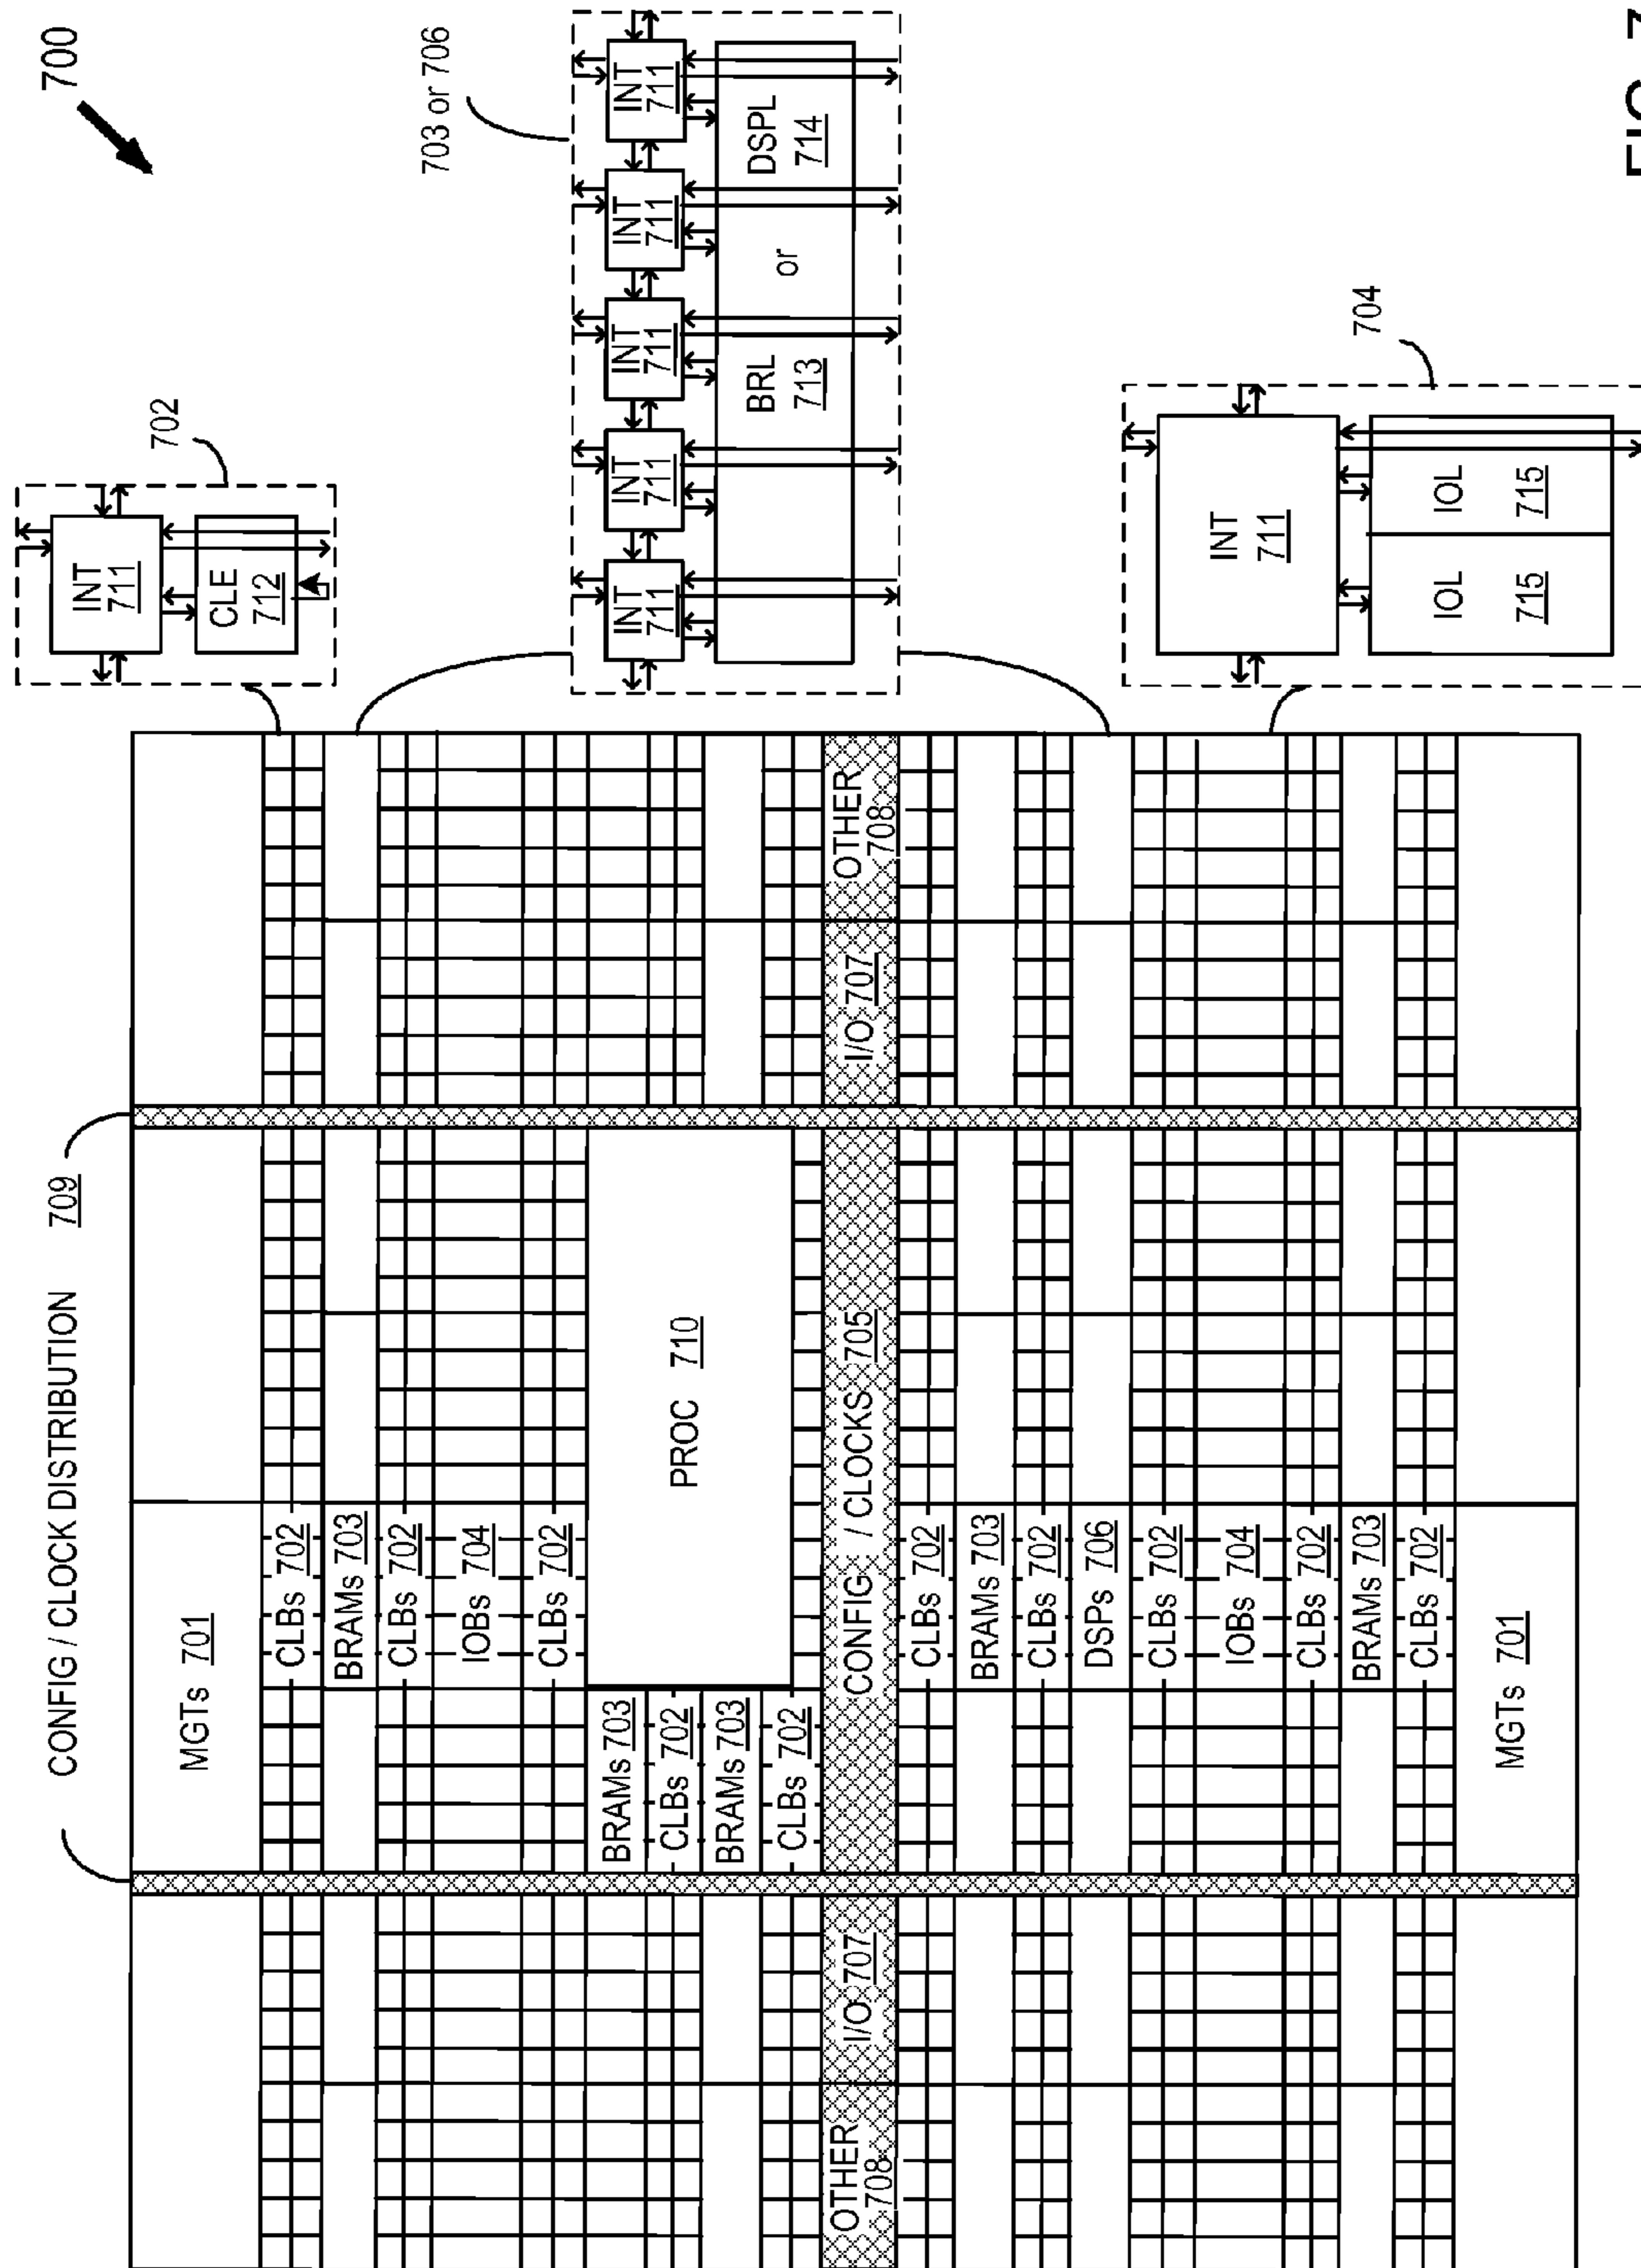 700
CONFIG / CLOCK DISTRIBUTION 709
MGTs 701
CLBs 702
BRAMs 703
CLBs 702
IOBs 704
CLBs 702
PROC 710
BRAMs 703
CLBs 702
BRAMs 703
CLBs 702
OTHER
708
I/O 707
CONFIG / CLOCKS 705
I/O 707
OTHER
708
CLBs 702
BRAMs 703
CLBs 702
DSPs 706
CLBs 702
IOBs 704
CLBs 702
BRAMs 703
CLBs 702
MGTs 701
702
INT
711
CLE
712
703 or 706
INT
711
INT
711
INT
711
INT
711
INT
711
BRL
713
or
DSPL
714
704
INT
711
IOL
715
IOL
715